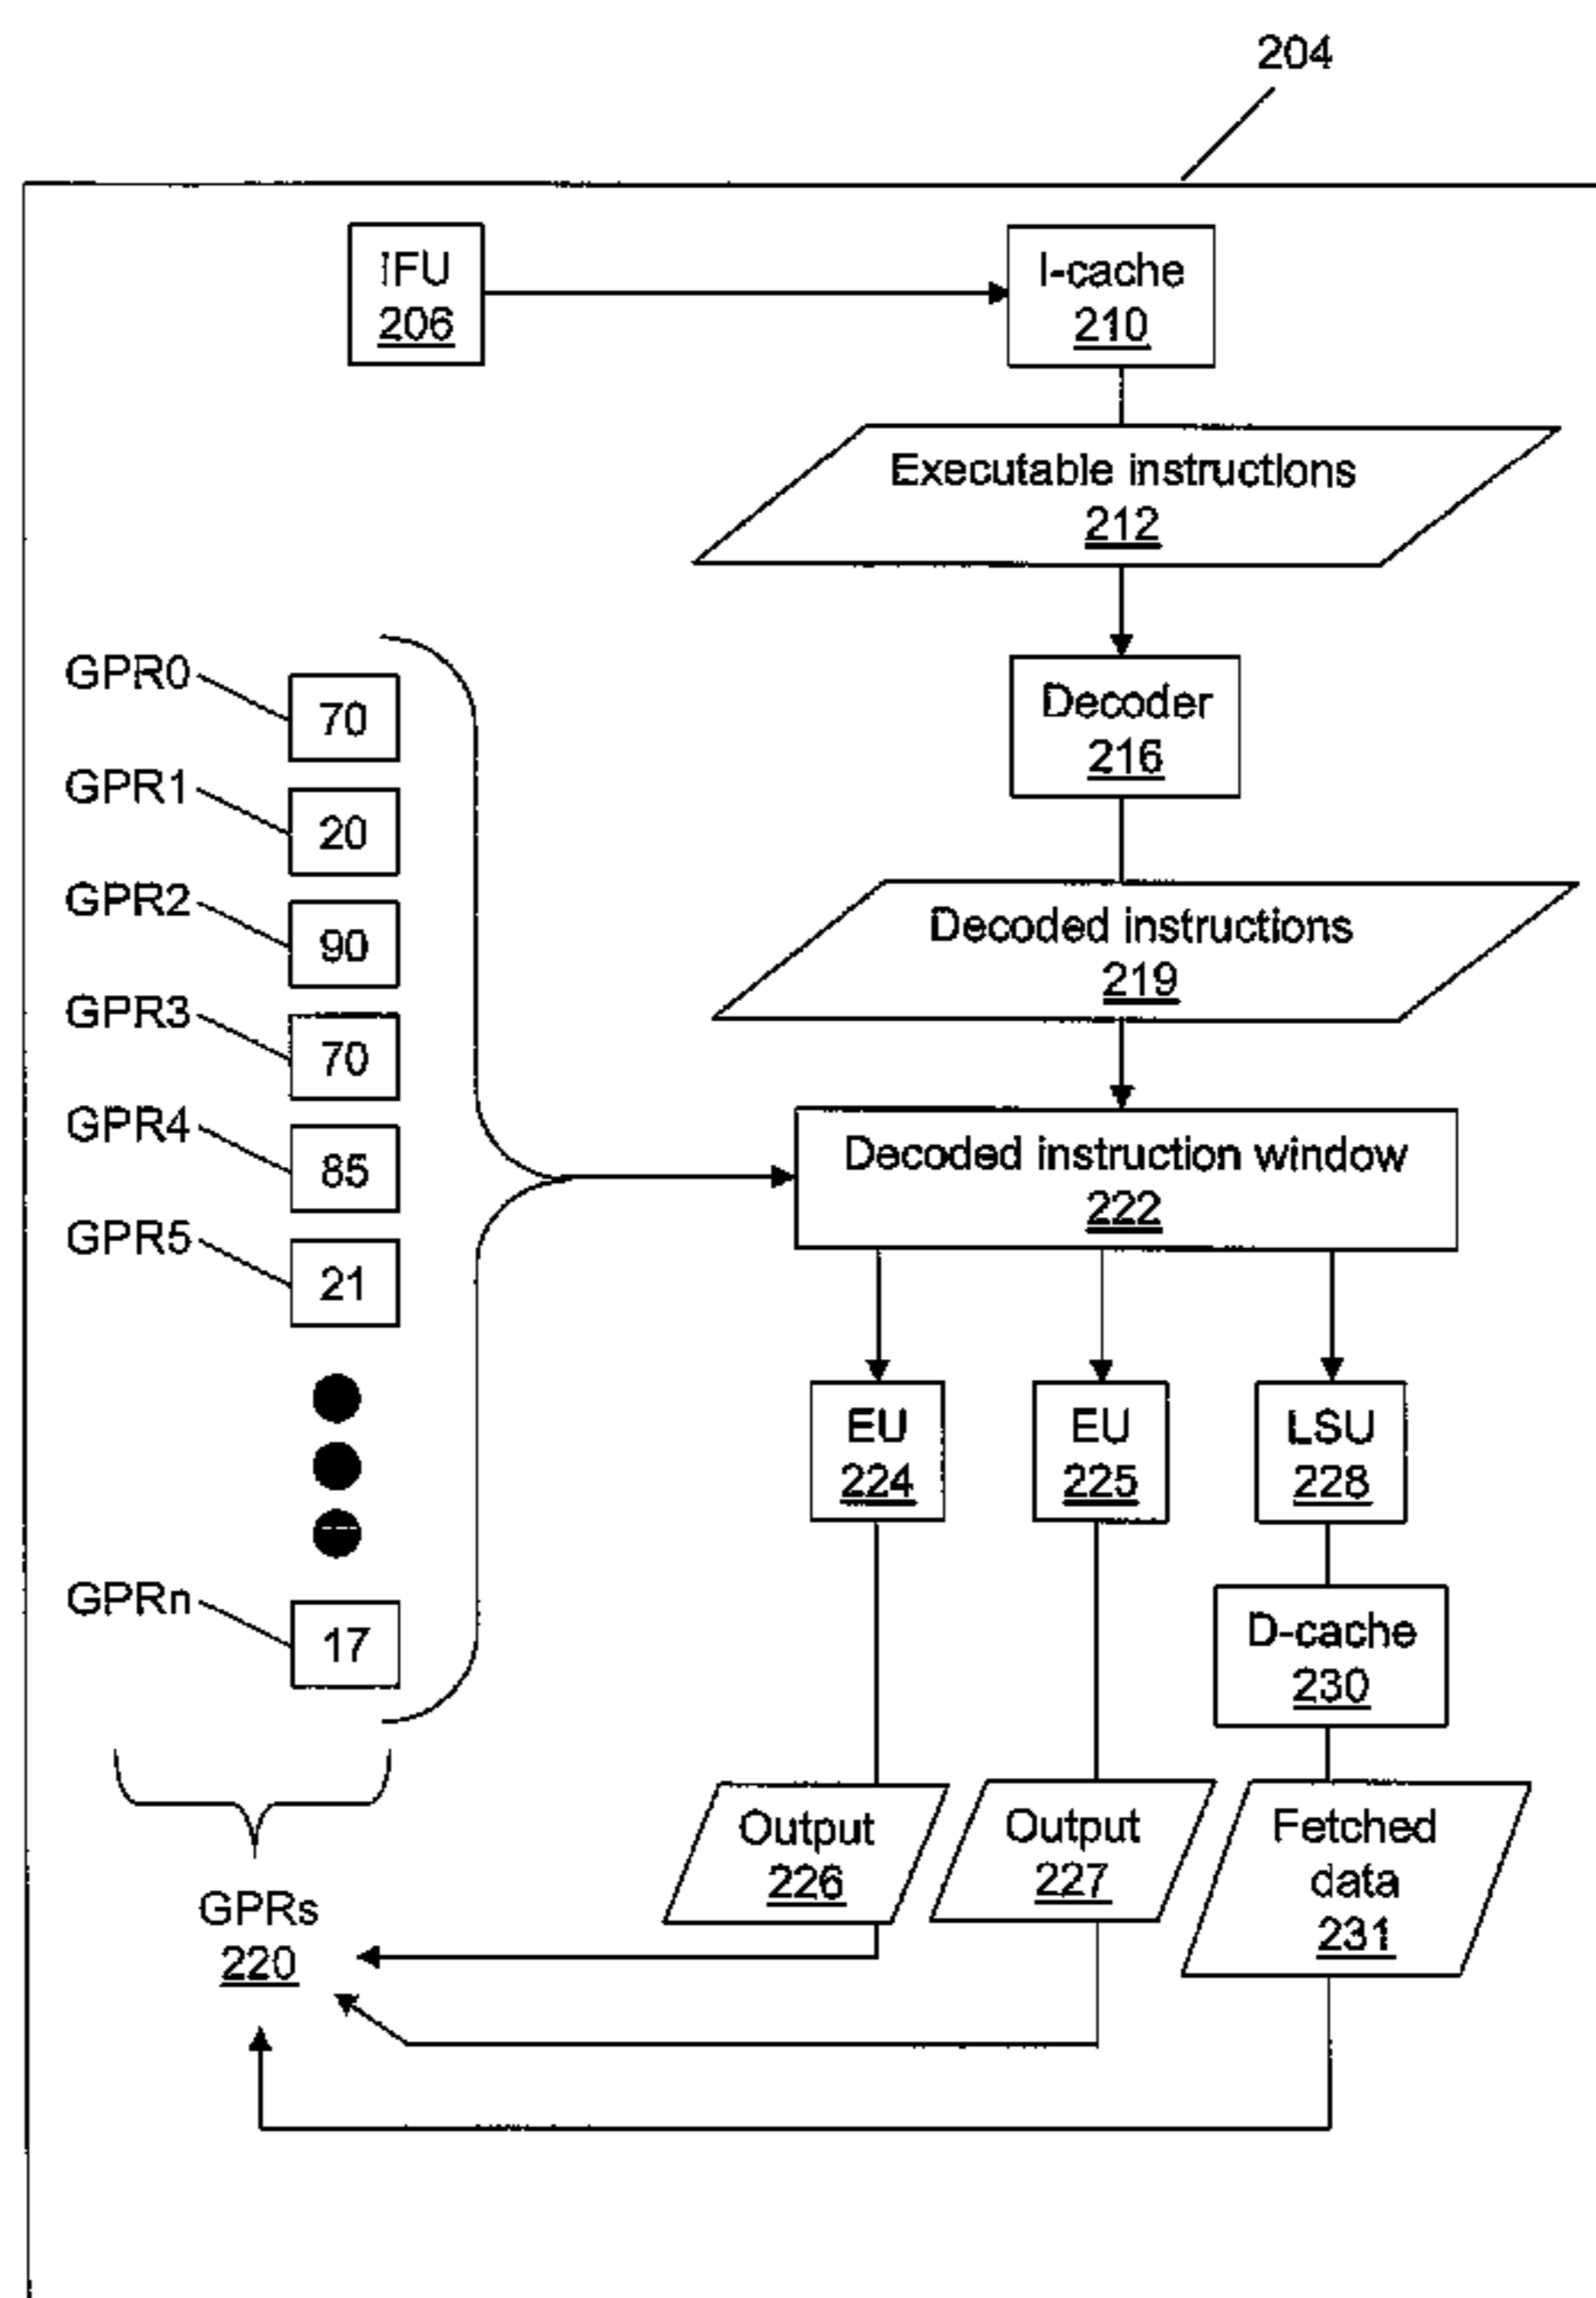 204
IFU
206
I-cache
210
Executable instructions
212
GPR0
70
Decoder
216
GPR1
20
GPR2
90
Decoded instructions
219
GPR3
70
GPR4
85
Decoded instruction window
222
GPR5
21
EU
224
EU
225
LSU
228
GPRn
17
D-cache
230
Output
226
Output
227
Fetched
data
231
GPRs
220